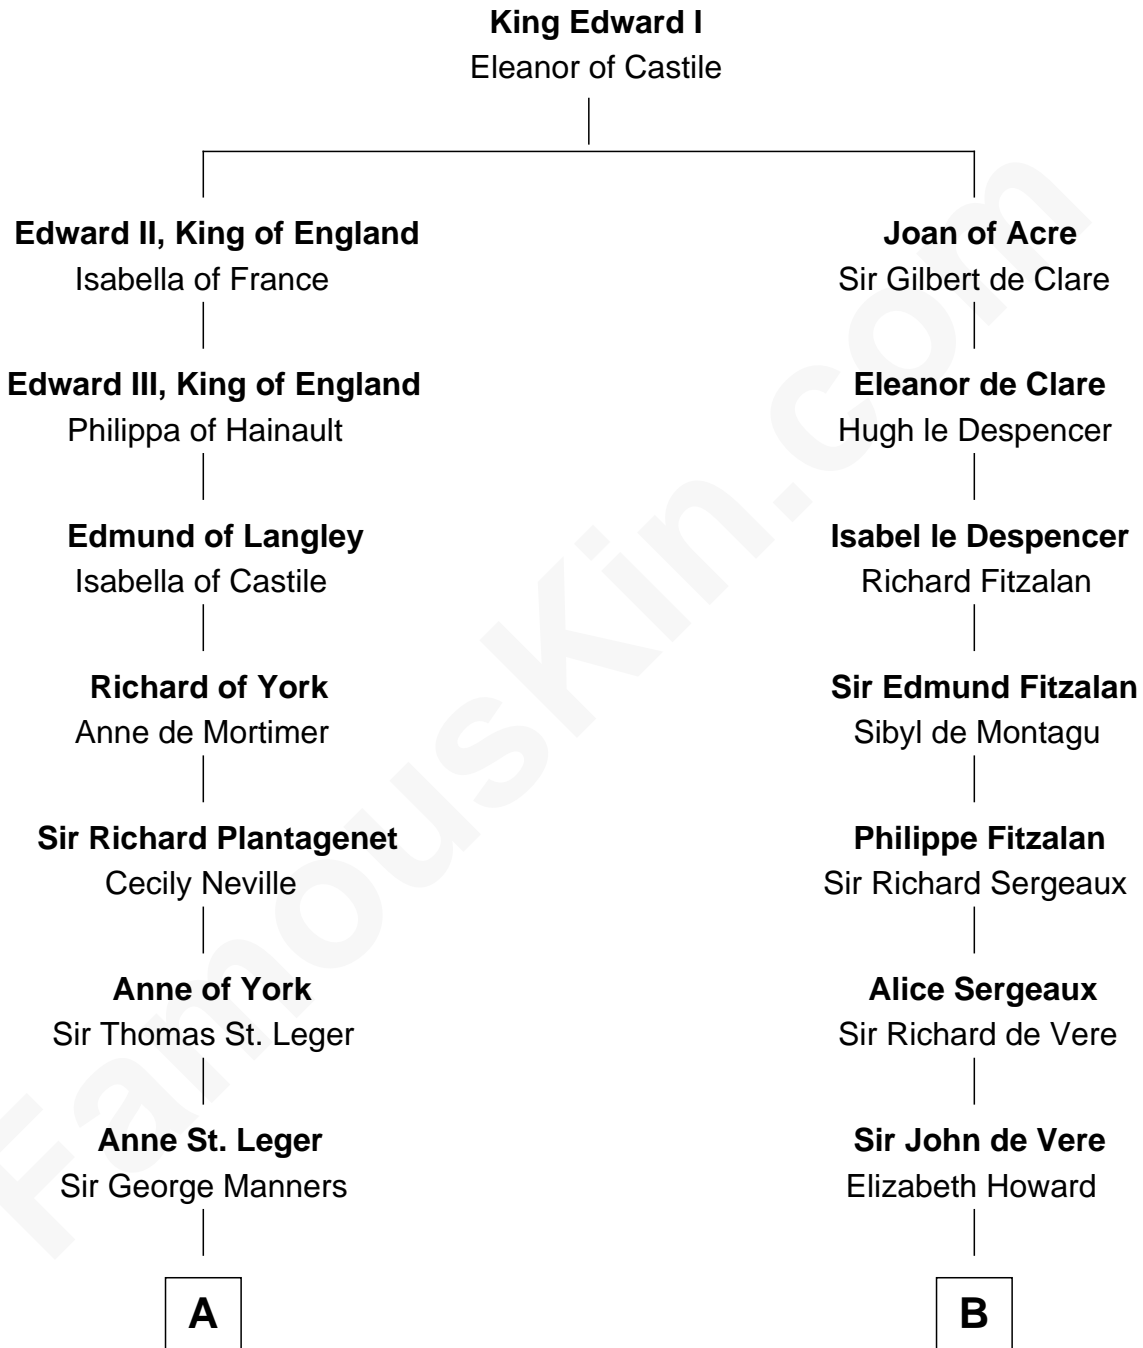 King Edward I
Eleanor of Castile
Edward II, King of England
Isabella of France
Joan of Acre
Sir Gilbert de Clare
Edward III, King of England
Philippa of Hainault
Eleanor de Clare
Hugh le Despencer
Edmund of Langley
Isabella of Castile
Isabel le Despencer
Richard Fitzalan
Richard of York
Anne de Mortimer
Sir Edmund Fitzalan
Sibyl de Montagu
Sir Richard Plantagenet
Cecily Neville
Philippe Fitzalan
Sir Richard Sergeaux
Anne of York
Sir Thomas St. Leger
Alice Sergeaux
Sir Richard de Vere
Anne St. Leger
Sir George Manners
Sir John de Vere
Elizabeth Howard
A
B
FamousKin.com